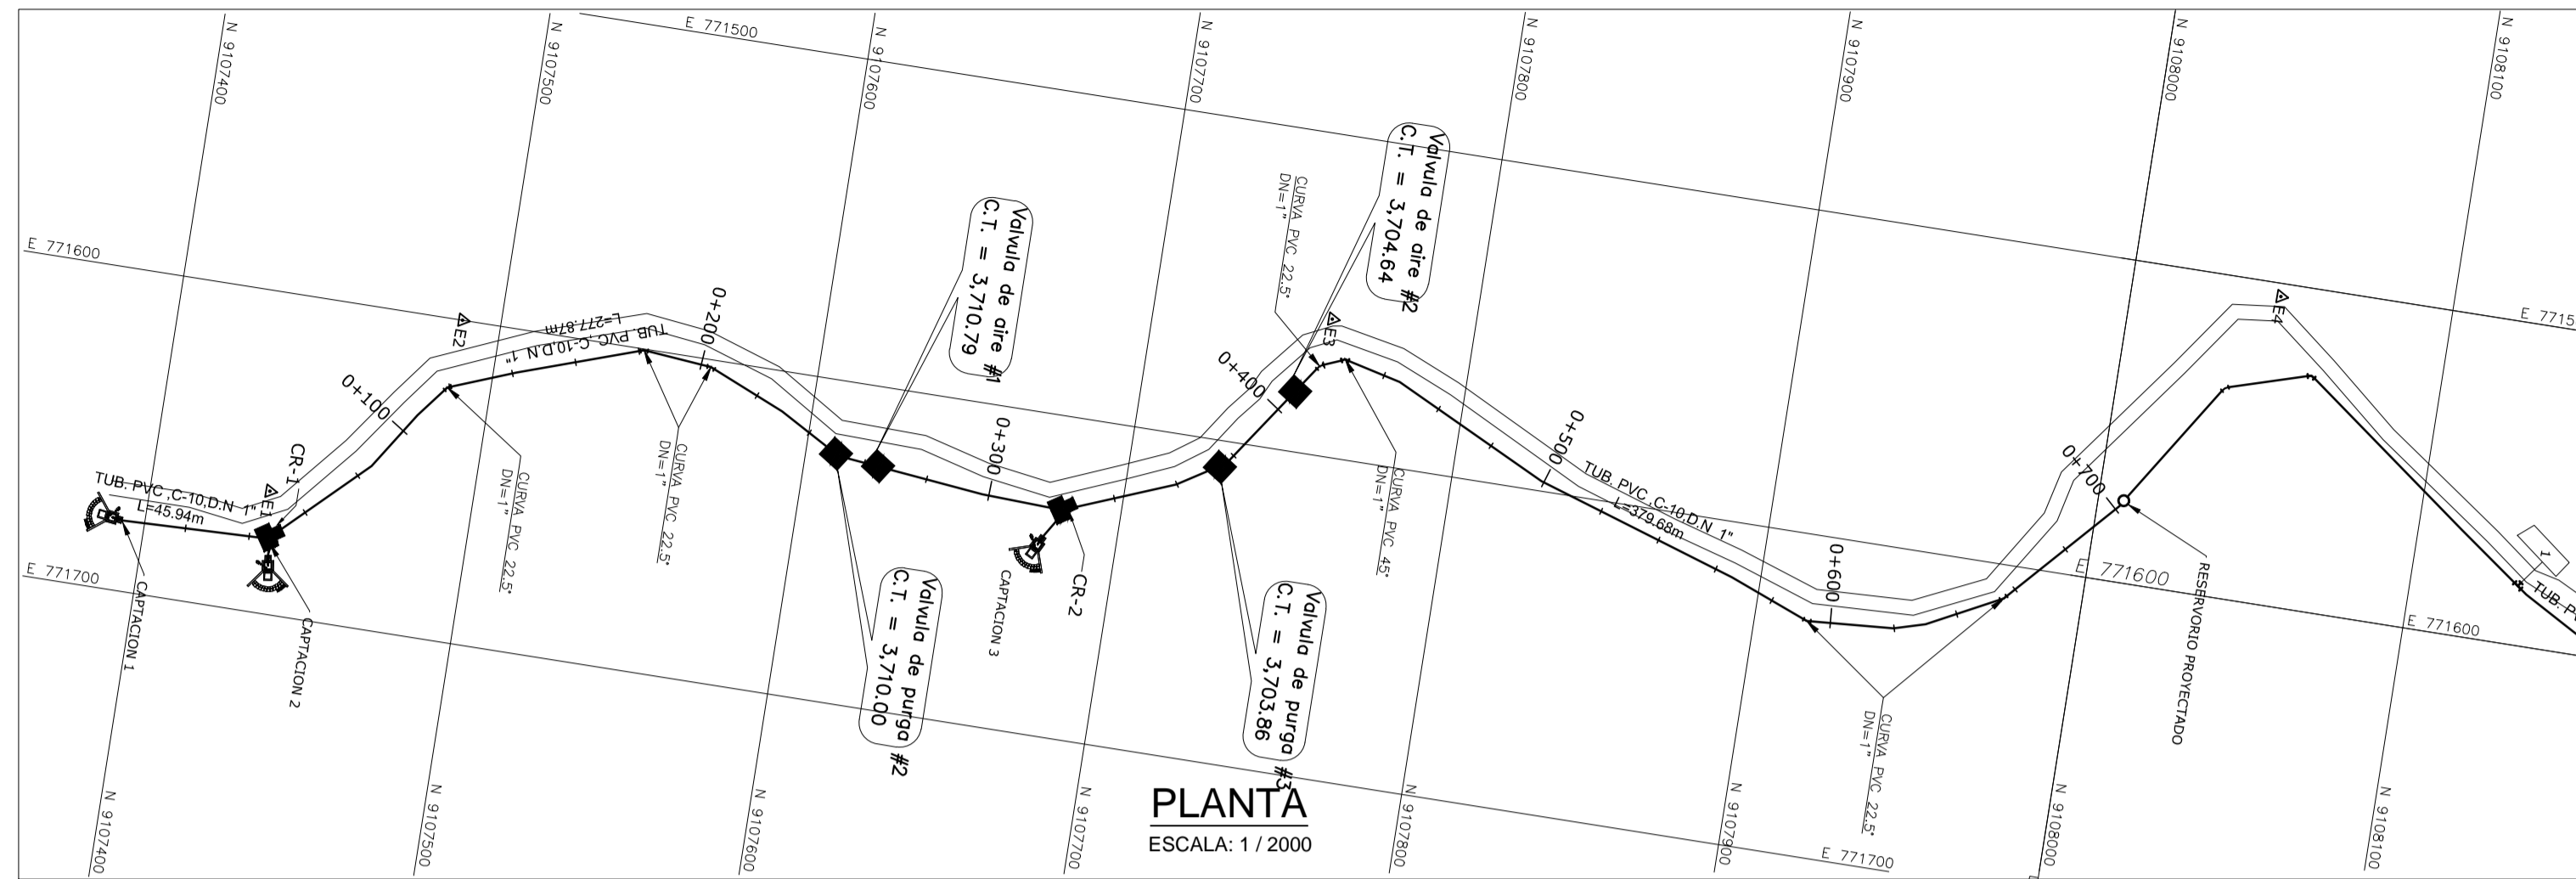 N 9107400
N 9107500
E 771500
N 9107600
N 9107700
N 9107800
N 9107900
N 9108000
N 9108100
E 771600
E2
TUB. PVC ,C-10,D.N 1"
L=277.87m
0+200
Valvula de aire #1
C.T. = 3,710.79
CURVA PVC 22.5°
DN=1"
Valvula de aire #2
C.T. = 3,704.64
E3
E4
E 7715
0+100
CR-1
E1
TUB. PVC ,C-10,D.N 1"
L=45.94m
CURVA PVC 22.5°
DN=1"
CURVA PVC 22.5°
DN=1"
0+300
0+400
CURVA PVC 45°
DN=1"
0+500
TUB. PVC ,C-10,D.N 1"
L=379.68m
0+600
0+700
E 771600
1
TUB. P
E 771600
E 771700
CAPTACION 1
CAPTACION 2
Valvula de purga #2
C.T. = 3,710.00
CAPTACION 3
CR-2
Valvula de purga #3
C.T. = 3,703.86
RESERVORIO PROYECTADO
CURVA PVC 22.5°
DN=1"
N 9107400
N 9107500
N 9107600
N 9107700
N 9107800
N 9107900
E 771700
N 9108000
N 9108100
PLANTA
ESCALA: 1 / 2000